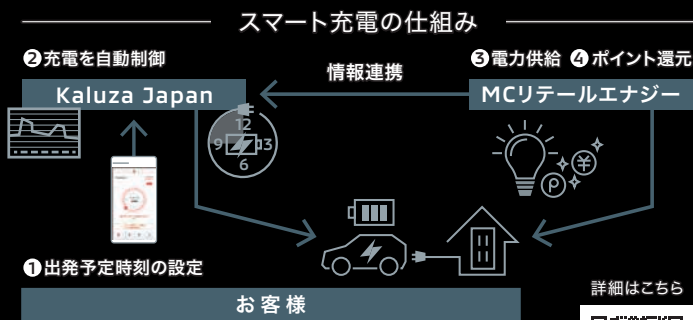 スマート充電の仕組み
❷充電を自動制御
情報連携
❸電力供給 ❹ポイント還元
Kaluza Japan
MCリテールエナジー
12
9
3
6
¥
P
❶出発予定時刻の設定
お客様
詳細はこちら